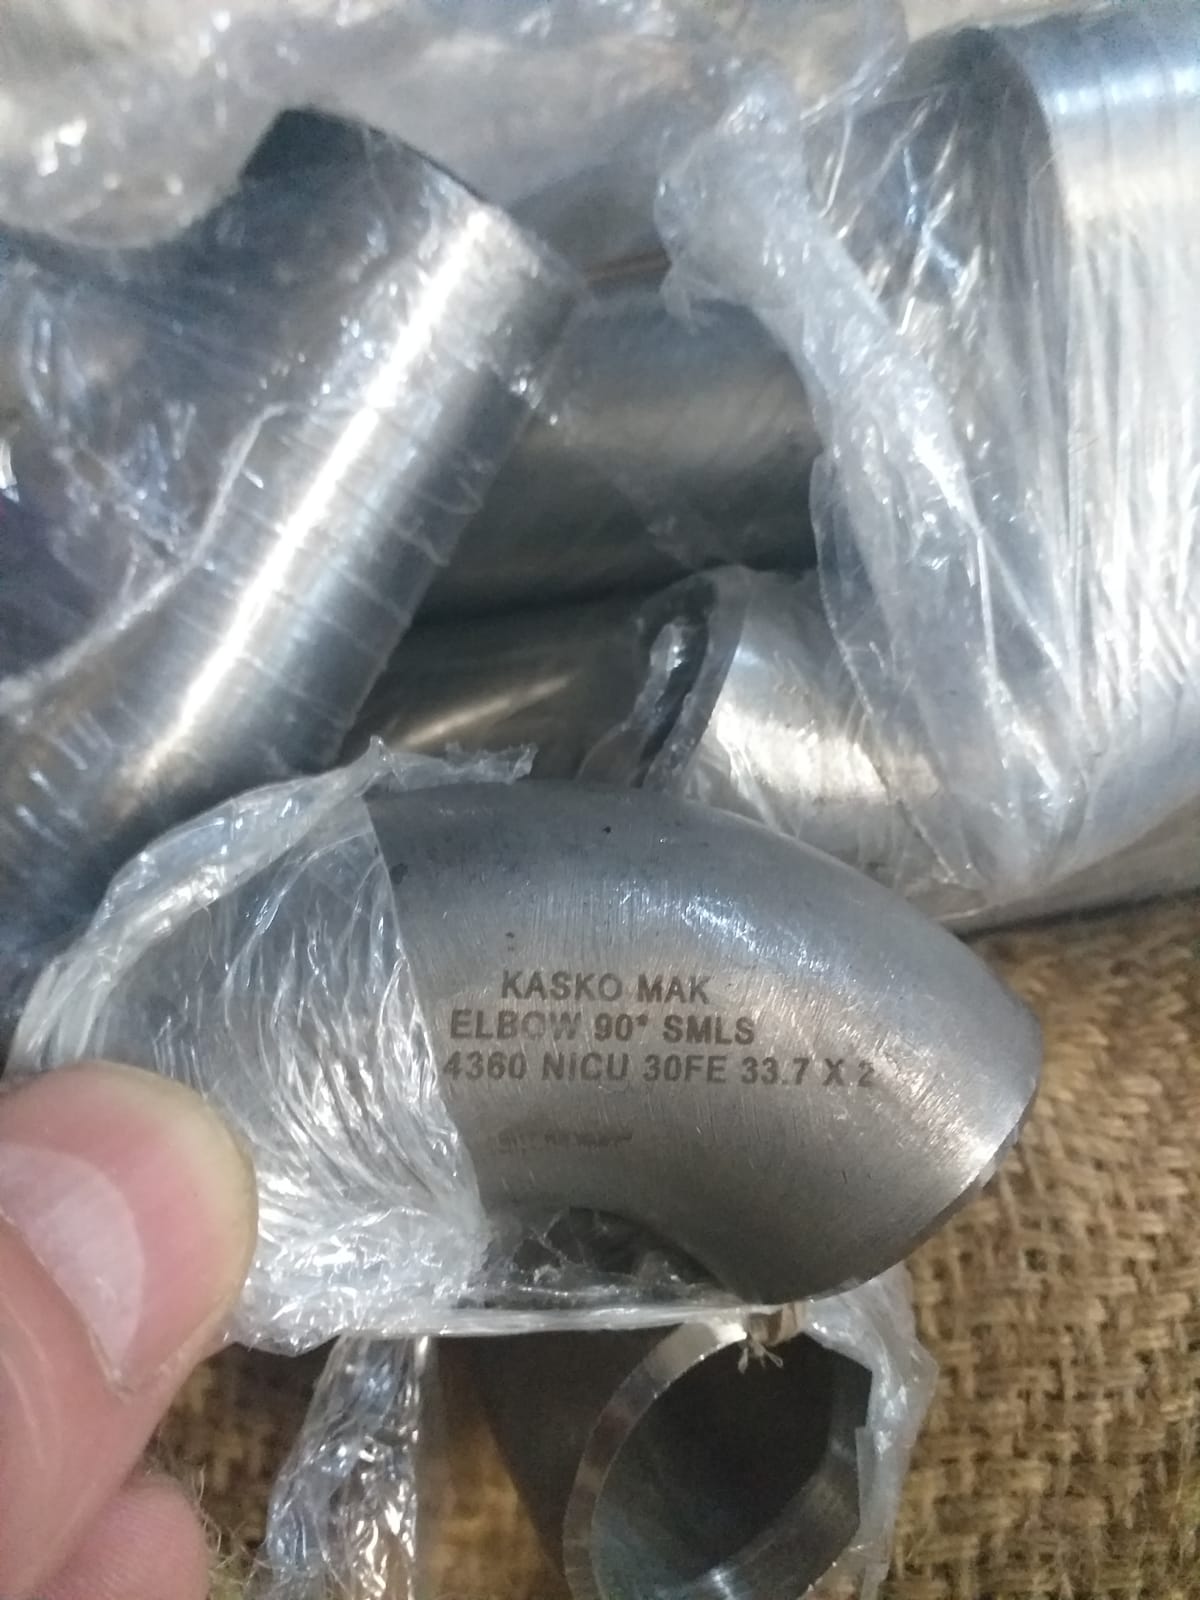 KASKO MAK
ELBOW 90° SMLS
4360 NICU 30FE 33.7 X 2